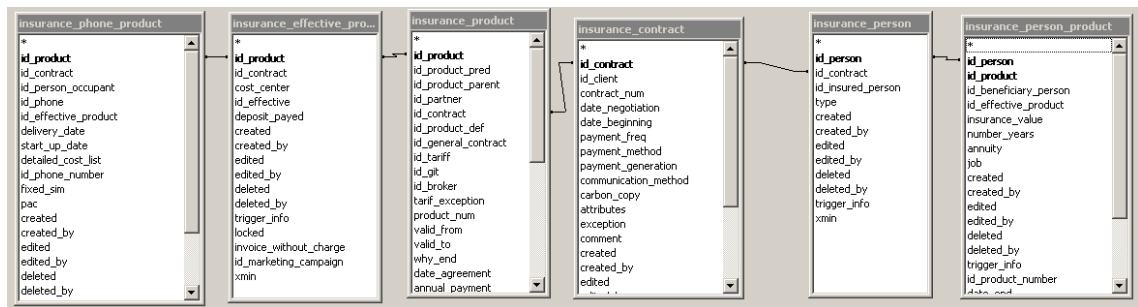 insurance_phone_product
*
id_product
id_contract
id_person_occupant
id_phone
id_effective_product
delivery_date
start_up_date
detailed_cost_list
id_phone_number
fixed_sim
pac
created
created_by
edited
edited_by
deleted
deleted_by
insurance_effective_pro...
*
id_product
id_contract
cost_center
id_effective
deposit_payed
created
created_by
edited
edited_by
deleted
deleted_by
trigger_info
locked
invoice_without_charge
id_marketing_campaign
xmin
insurance_product
*
id_product
id_product_pred
id_product_parent
id_partner
id_contract
id_product_def
id_general_contract
id_tariff
id_git
id_broker
tarif_exception
product_num
valid_from
valid_to
why_end
date_agreement
annual_payment
insurance_contract
*
id_contract
id_client
contract_num
date_negotiation
date_beginning
payment_freq
payment_method
payment_generation
communication_method
carbon_copy
attributes
exception
comment
created
created_by
edited
insurance_person
*
id_person
id_contract
id_insured_person
type
created
created_by
edited
edited_by
deleted
deleted_by
trigger_info
xmin
insurance_person_product
*
id_person
id_product
id_beneficiary_person
id_effective_product
insurance_value
number_years
annuity
job
created
created_by
edited
edited_by
deleted
deleted_by
trigger_info
id_product_number
date_end